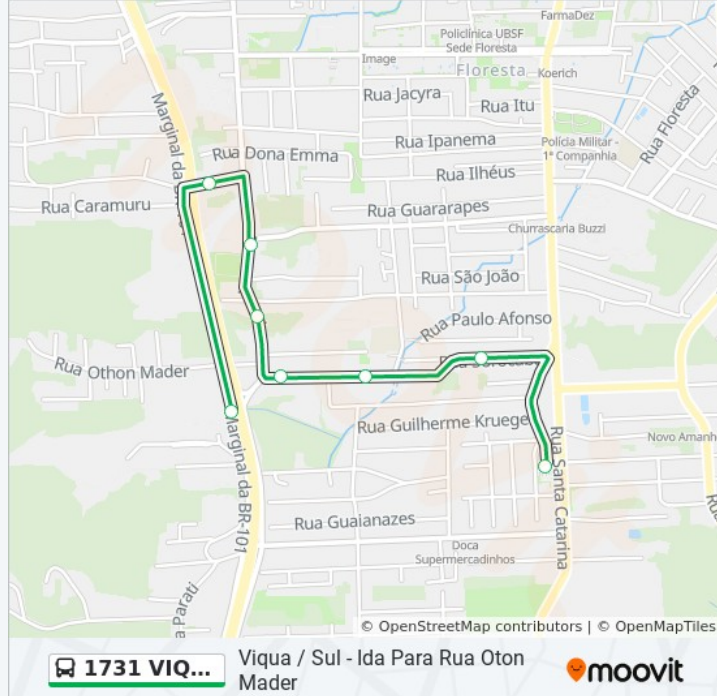 FarmaDez
Policlínica UBSF
Sede Floresta
Image
Floresta
Koerich
Rua Jacyra
Rua Itu
Rua Floresta
Rua Ipanema
Polícia Militar -
1ª Companhia
Rua Dona Emma
Rua Ilhéus
Marginal da
Rua Caramuru
Rua Guararapes
Churrascaria Buzzi
Rua São João
Rua Paulo Afonso
Rua Othon Mader
Rua
Rua Guilherme Kruege
Marginal da BR-101
Rua Santa Catarina
Novo Amanh
Rua Guaianazes
Doca
Supermercadinhos
e Parati
© OpenStreetMap contributors | © OpenMapTiles
1731 VIQ...
Viqua / Sul - Ida Para Rua Oton
Mader
moovit